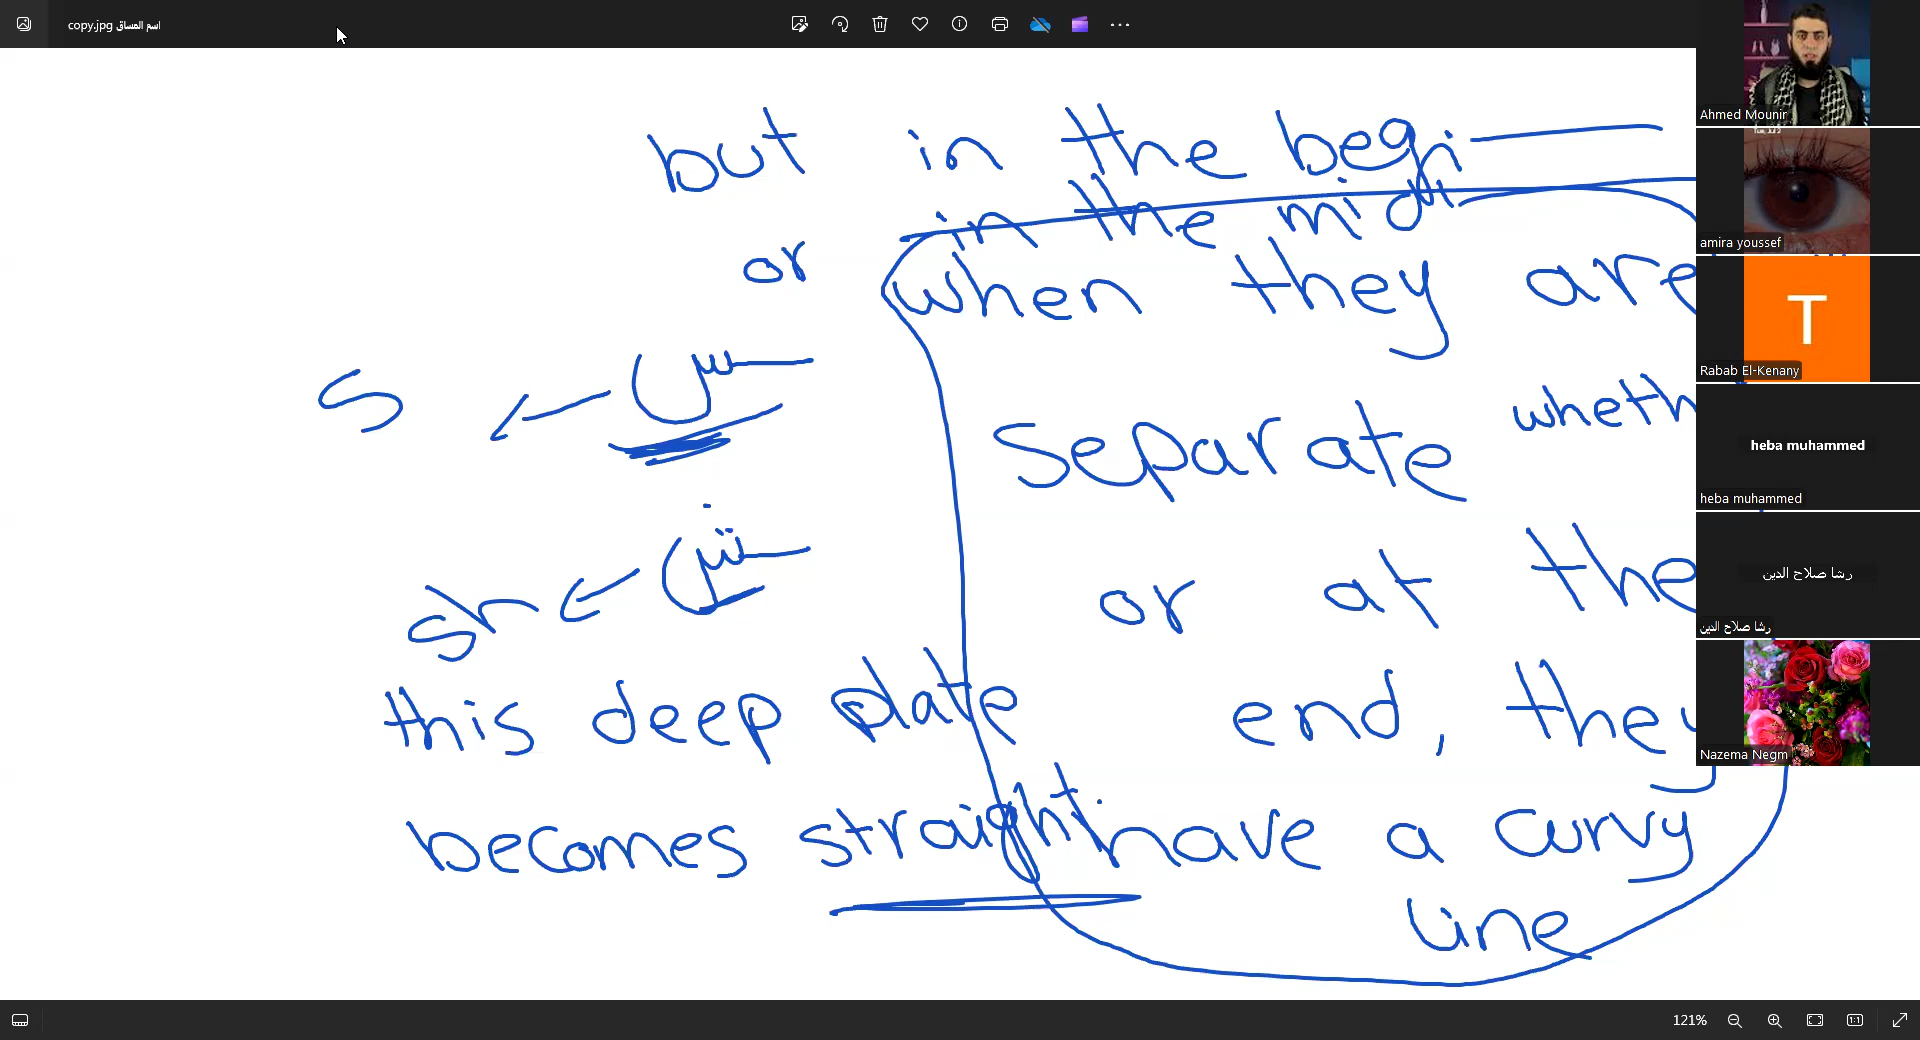 copy.jpg اسم المساق
but in the begi
in the midl
or
when they are
S ← س
separate wheth
sh ← ش
or at the
this deep plate
end, they
becomes straight
have a curvy
line
Ahmed Mounir
amira youssef
T
Rabab El-Kenany
heba muhammed
heba muhammed
رشا صلاح الدين
رشا صلاح الدين
Nazema Negm
121%